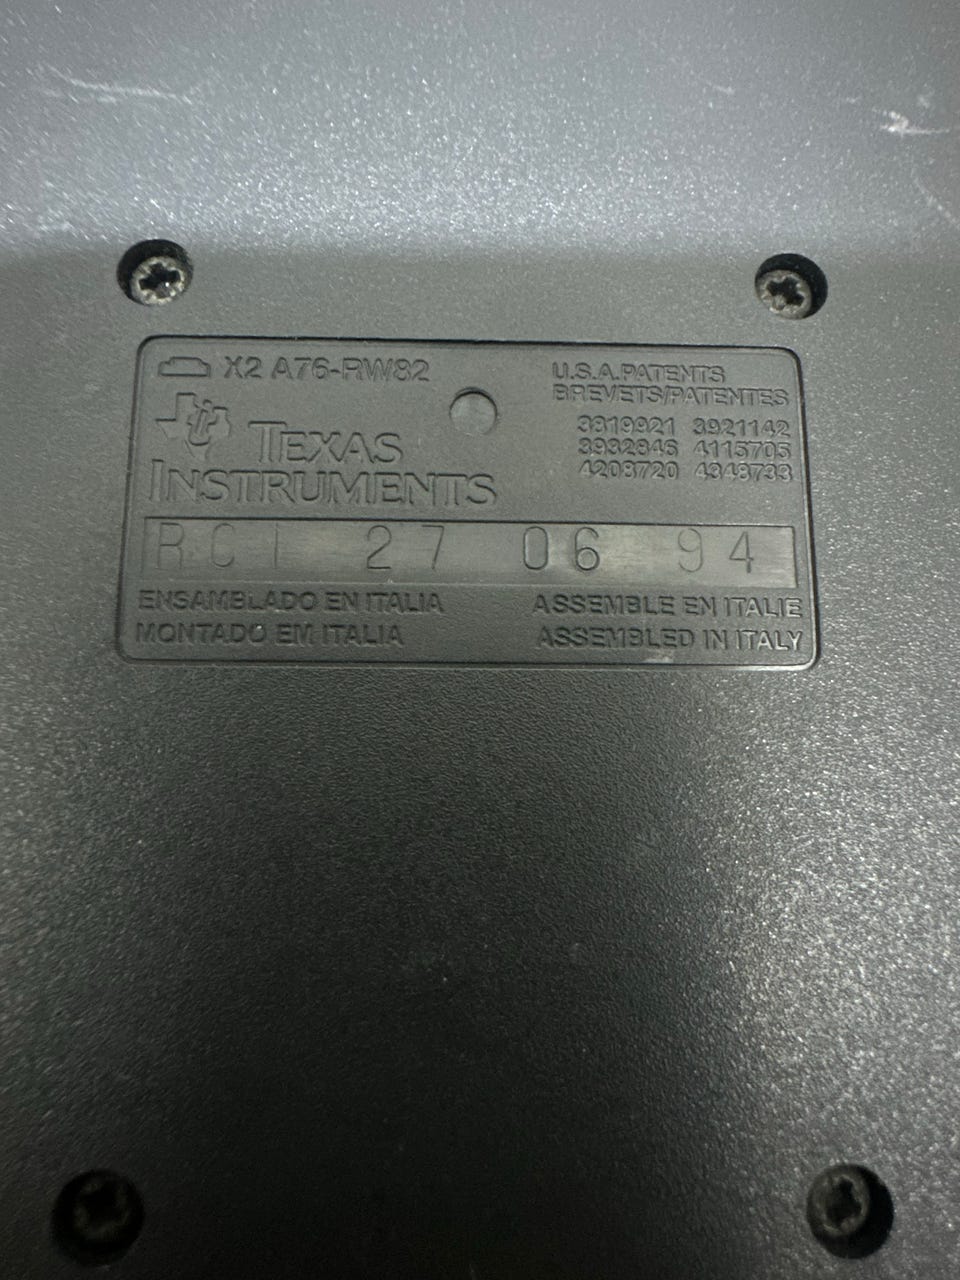 X2 A76-RW82
TEXAS
INSTRUMENTS
U.S.A. PATENTS
BREVETS/PATENTES
3819921 3921142
3932846 4115705
4208720 4348733
RCI 27 06 94
ENSAMBLADO EN ITALIA
MONTADO EM ITALIA
ASSEMBLE EN ITALIE
ASSEMBLED IN ITALY